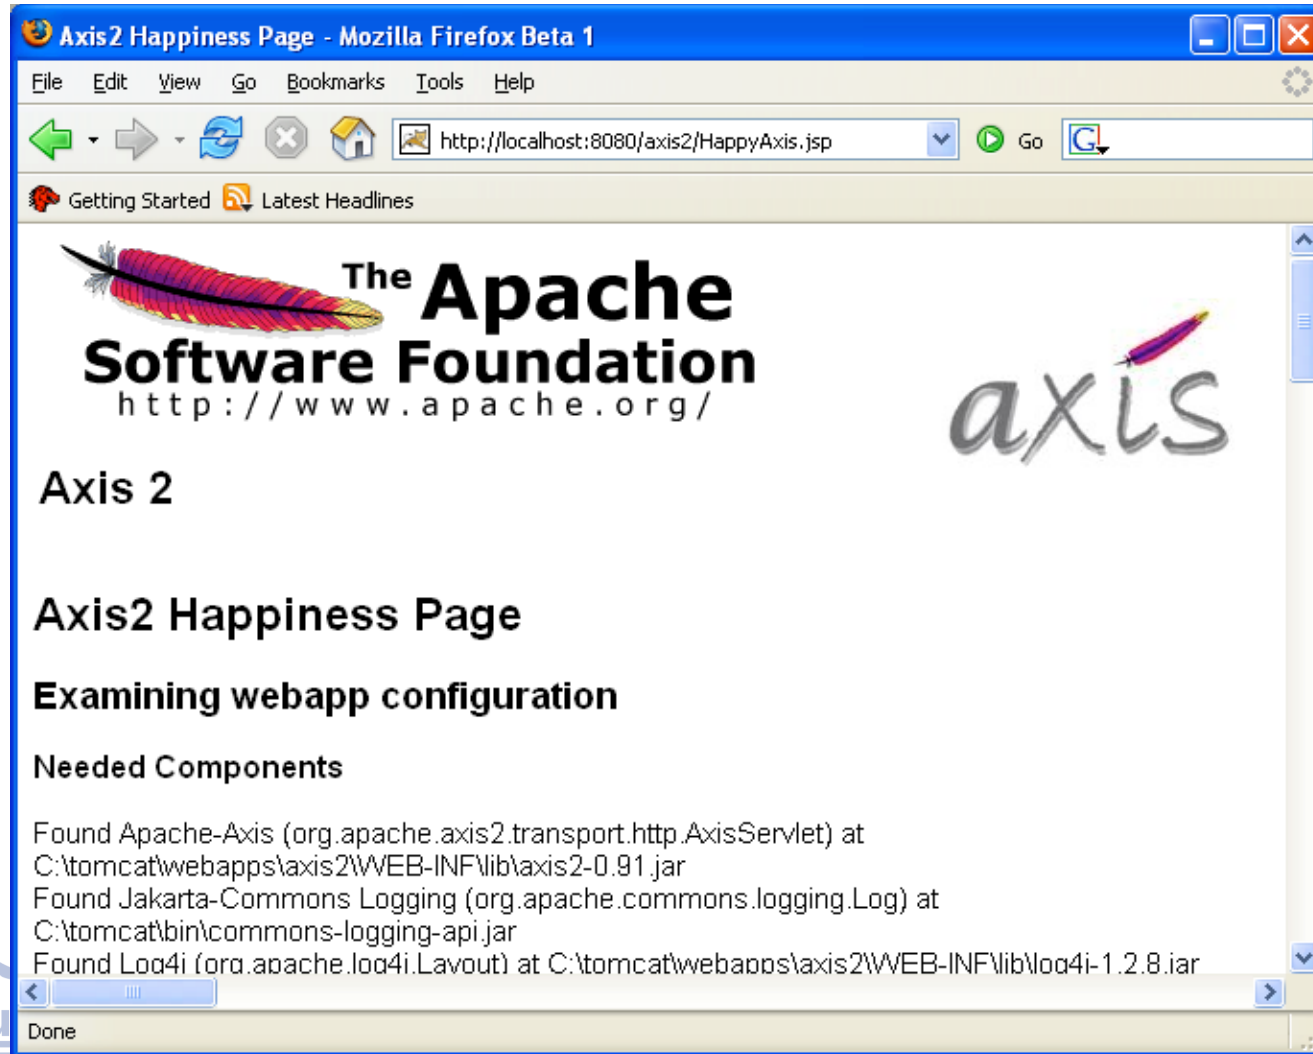 Axis2 Happiness Page - Mozilla Firefox Beta 1
File Edit View Go Bookmarks Tools Help
http://localhost:8080/axis2/HappyAxis.jsp Go G
Getting Started Latest Headlines
The Apache
Software Foundation
http://www.apache.org/
axis
Axis 2
Axis2 Happiness Page
Examining webapp configuration
Needed Components
Found Apache-Axis (org.apache.axis2.transport.http.AxisServlet) at
C:\tomcat\webapps\axis2\WEB-INF\lib\axis2-0.91.jar
Found Jakarta-Commons Logging (org.apache.commons.logging.Log) at
C:\tomcat\bin\commons-logging-api.jar
Found Log4j (org.apache.log4j.Layout) at C:\tomcat\webapps\axis2\WEB-INF\lib\log4j-1.2.8.jar
Done